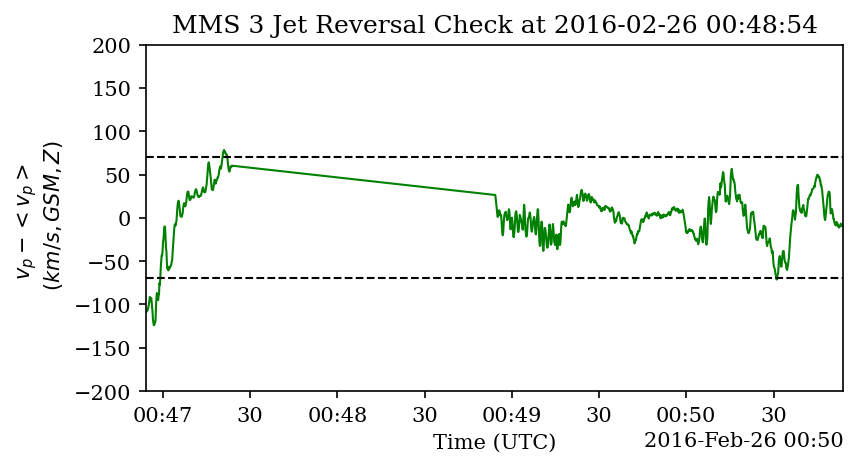 MMS 3 Jet Reversal Check at 2016-02-26 00:48:54
v_p − < v_p >
(km/s, GSM, Z)
200
150
100
50
0
−50
−100
−150
−200
00:47 30 00:48 30 00:49 30 00:50 30
Time (UTC)
2016-Feb-26 00:50